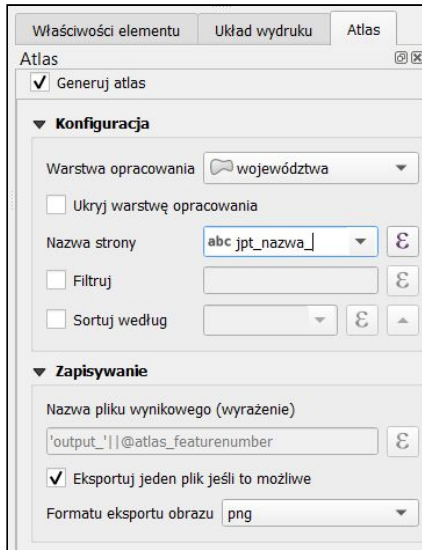 Właściwości elementu Układ wydruku Atlas
Atlas
Generuj atlas
Konfiguracja
Warstwa opracowania województwa
Ukryj warstwę opracowania
Nazwa strony abc jpt_nazwa_
Filtruj
Sortuj według
Zapisywanie
Nazwa pliku wynikowego (wyrażenie)
'output_'||@atlas_featurenumber
Eksportuj jeden plik jeśli to możliwe
Formatu eksportu obrazu png